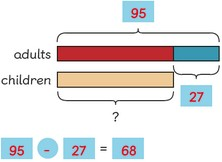 95
adults
children
27
?
95 - 27 = 68